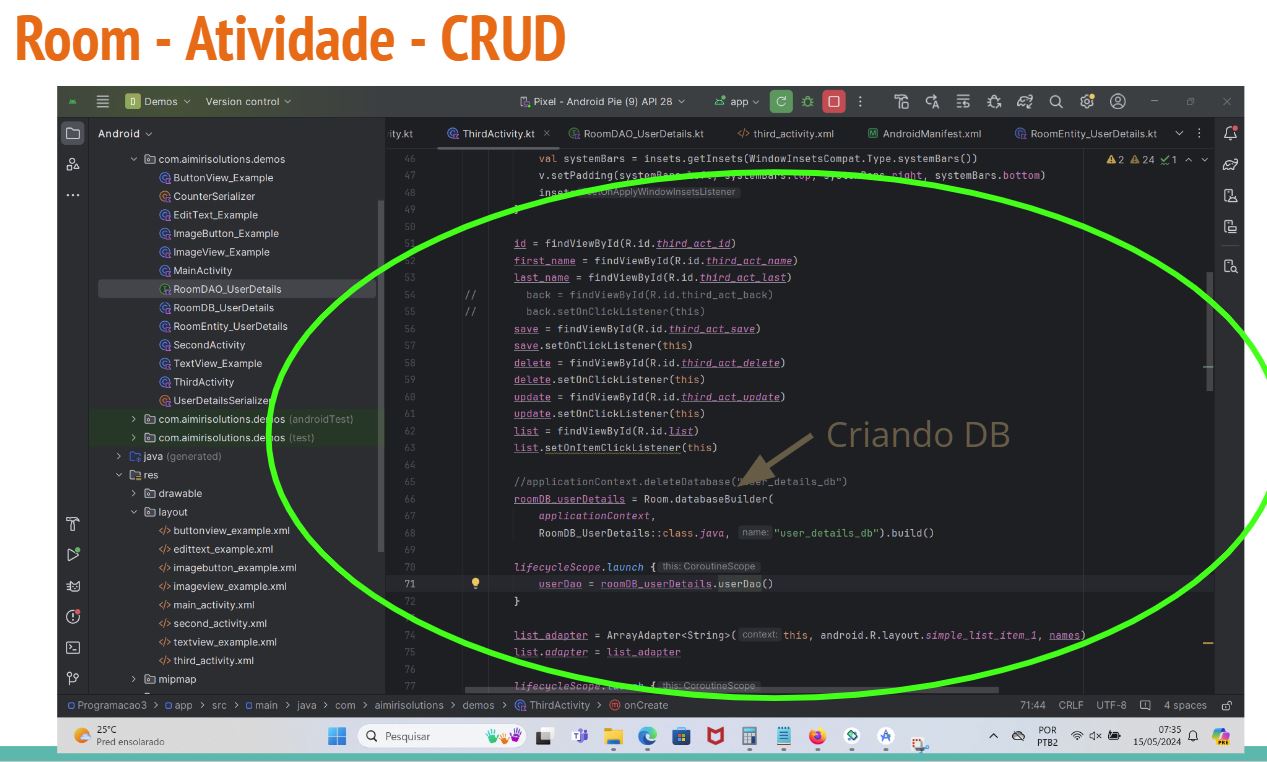 Room - Atividade - CRUD
Demos
Version control
Pixel - Android Pie (9) API 28
app
Android
ity.kt
ThirdActivity.kt
RoomDAO_UserDetails.kt
third_activity.xml
AndroidManifest.xml
RoomEntity_UserDetails.kt
com.aimirisolutions.demos
ButtonView_Example
CounterSerializer
EditText_Example
ImageButton_Example
ImageView_Example
MainActivity
RoomDAO_UserDetails
RoomDB_UserDetails
RoomEntity_UserDetails
SecondActivity
TextView_Example
ThirdActivity
UserDetailsSerializer
com.aimirisolutions.demos (androidTest)
com.aimirisolutions.demos (test)
java (generated)
res
drawable
layout
buttonview_example.xml
edittext_example.xml
imagebutton_example.xml
imageview_example.xml
main_activity.xml
second_activity.xml
textview_example.xml
third_activity.xml
mipmap
2 24 1
46 val systemBars = insets.getInsets(WindowInsetsCompat.Type.systemBars())
47 v.setPadding(systemBars.left, systemBars.top, systemBars.right, systemBars.bottom)
48 insets ^setOnApplyWindowInsetsListener
49 }
50
51 id = findViewById(R.id.third_act_id)
52 first_name = findViewById(R.id.third_act_name)
53 last_name = findViewById(R.id.third_act_last)
54 // back = findViewById(R.id.third_act_back)
55 // back.setOnClickListener(this)
56 save = findViewById(R.id.third_act_save)
57 save.setOnClickListener(this)
58 delete = findViewById(R.id.third_act_delete)
59 delete.setOnClickListener(this)
60 update = findViewById(R.id.third_act_update)
61 update.setOnClickListener(this)
62 list = findViewById(R.id.list)
63 list.setOnItemClickListener(this)
64
Criando DB
65 //applicationContext.deleteDatabase("user_details_db")
66 roomDB_userDetails = Room.databaseBuilder(
67 applicationContext,
68 RoomDB_UserDetails::class.java, name: "user_details_db").build()
69
70 lifecycleScope.launch { this: CoroutineScope
71 userDao = roomDB_userDetails.userDao()
72 }
74 list_adapter = ArrayAdapter<String>( context: this, android.R.layout.simple_list_item_1, names)
75 list.adapter = list_adapter
76
77 lifecycleScope.launch { this: CoroutineScope
Programacao3 > app > src > main > java > com > aimirisolutions > demos > ThirdActivity > onCreate
71:44 CRLF UTF-8 4 spaces
25°C
Pred ensolarado
Pesquisar
POR
PTB2
07:35
15/05/2024
PRE